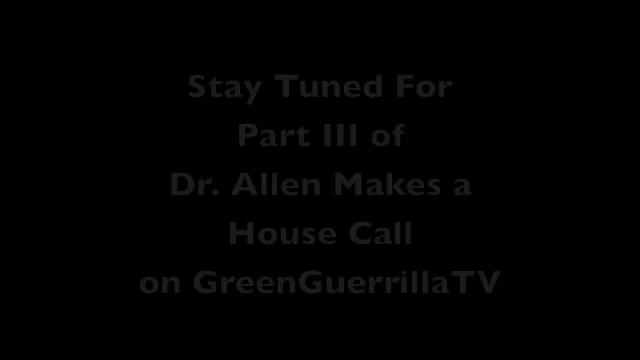 Stay Tuned For
Part III of
Dr. Allen Makes a
House Call
on GreenGuerrillaTV